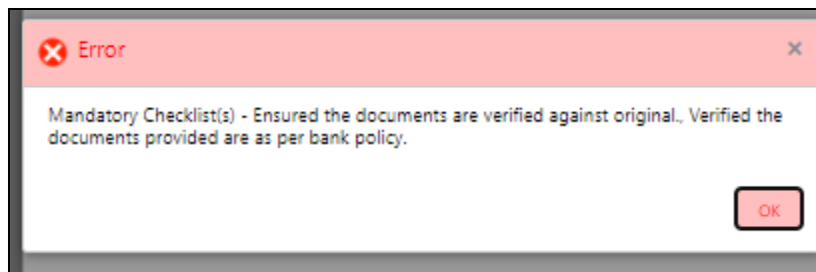 Error
Mandatory Checklist(s) - Ensured the documents are verified against original., Verified the
documents provided are as per bank policy.
OK